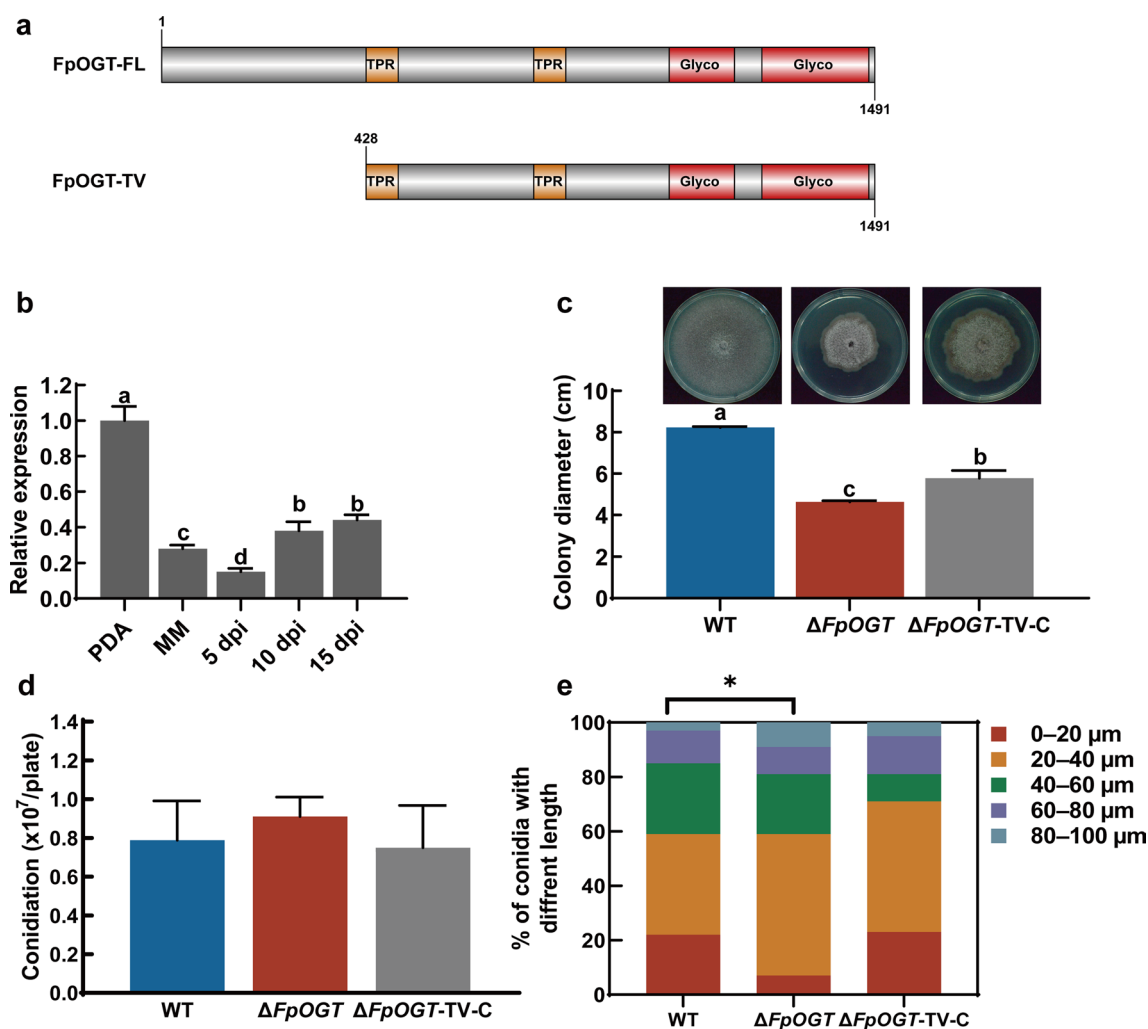 a
1
FpOGT-FL
TPR
TPR
Glyco
Glyco
1491
428
FpOGT-TV
TPR
TPR
Glyco
Glyco
1491
b
Relative expression
1.2
1.0
0.8
0.6
0.4
0.2
0.0
a
c
d
b
b
PDA
MM
5 dpi
10 dpi
15 dpi
c
Colony diameter (cm)
10
8
6
4
2
0
a
c
b
WT
ΔFpOGT
ΔFpOGT-TV-C
d
Conidiation (x10⁷/plate)
1.4
1.2
1.0
0.8
0.6
0.4
0.2
0.0
WT
ΔFpOGT
ΔFpOGT-TV-C
e
% of conidia with
diffrent length
*
100
80
60
40
20
0
WT
ΔFpOGT
ΔFpOGT-TV-C
0–20 µm
20–40 µm
40–60 µm
60–80 µm
80–100 µm